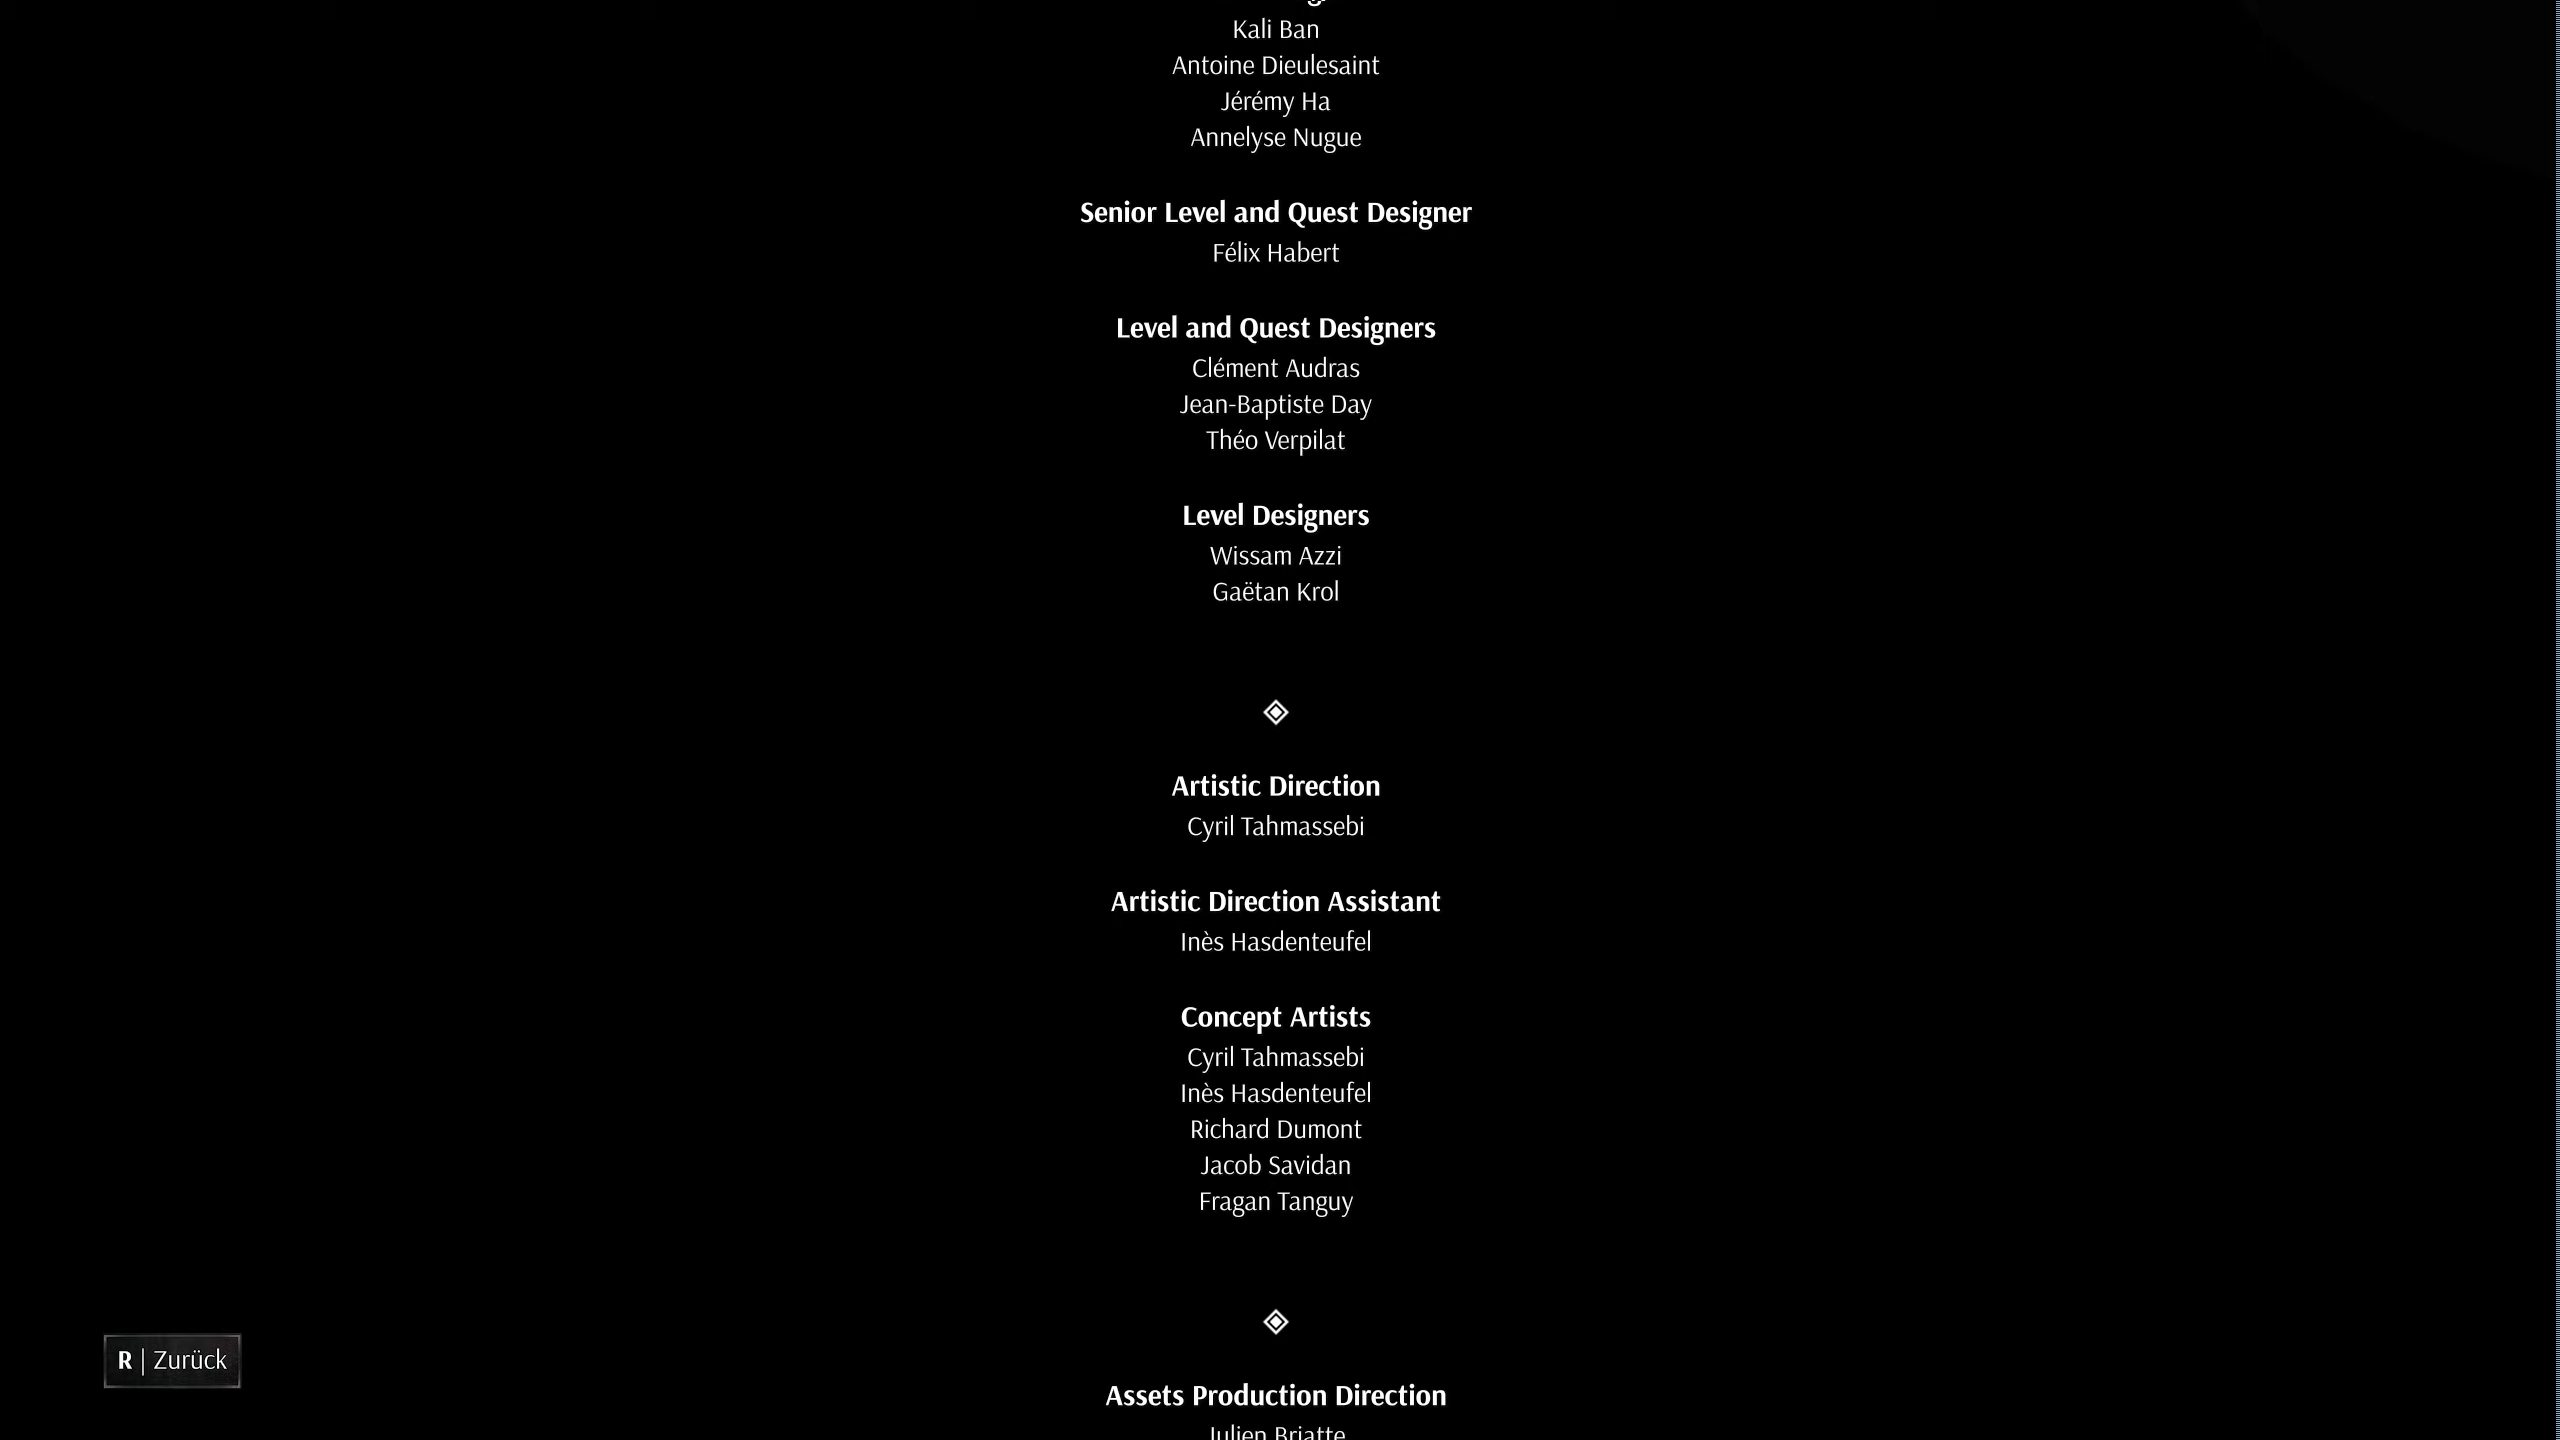 Kali Ban
Antoine Dieulesaint
Jérémy Ha
Annelyse Nugue
Senior Level and Quest Designer
Félix Habert
Level and Quest Designers
Clément Audras
Jean-Baptiste Day
Théo Verpilat
Level Designers
Wissam Azzi
Gaëtan Krol
Artistic Direction
Cyril Tahmassebi
Artistic Direction Assistant
Inès Hasdenteufel
Concept Artists
Cyril Tahmassebi
Inès Hasdenteufel
Richard Dumont
Jacob Savidan
Fragan Tanguy
R | Zurück
Assets Production Direction
Julien Briatte